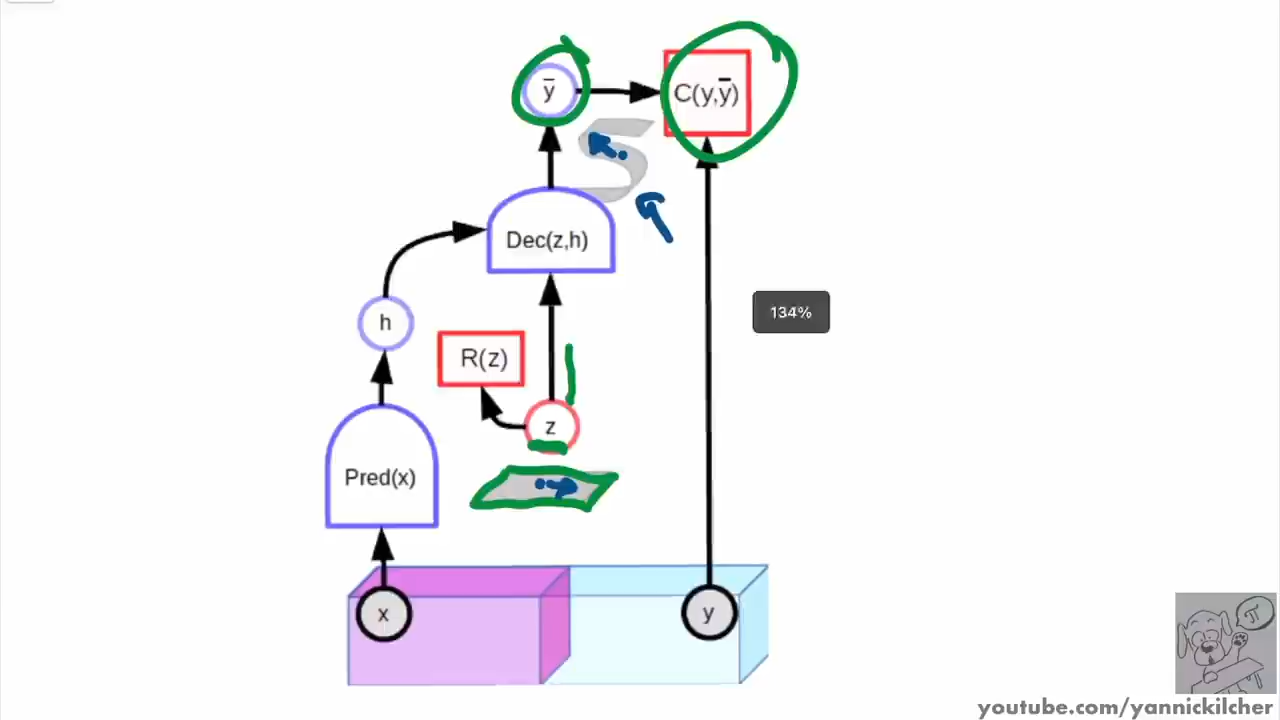 ȳ
C(y,ȳ)
Dec(z,h)
h
R(z)
134%
z
Pred(x)
x
y
π
youtube.com/yannickilcher